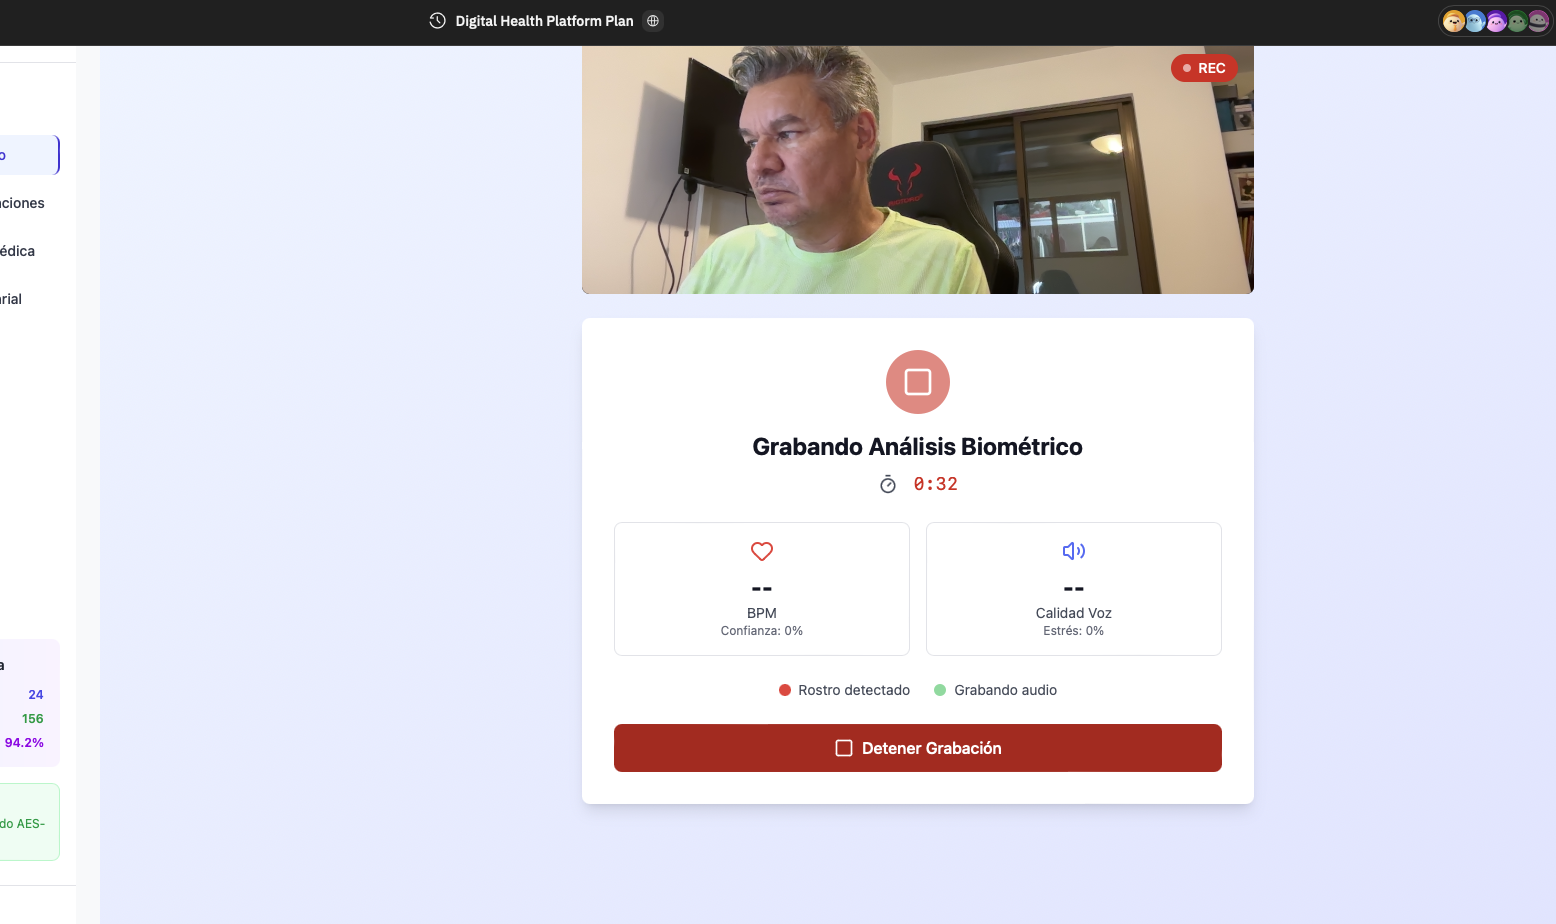 Digital Health Platform Plan
REC
o
ciones
édica
rial
Grabando Análisis Biométrico
0:32
--
BPM
Confianza: 0%
--
Calidad Voz
Estrés: 0%
Rostro detectado
Grabando audio
Detener Grabación
a
24
156
94.2%
do AES-